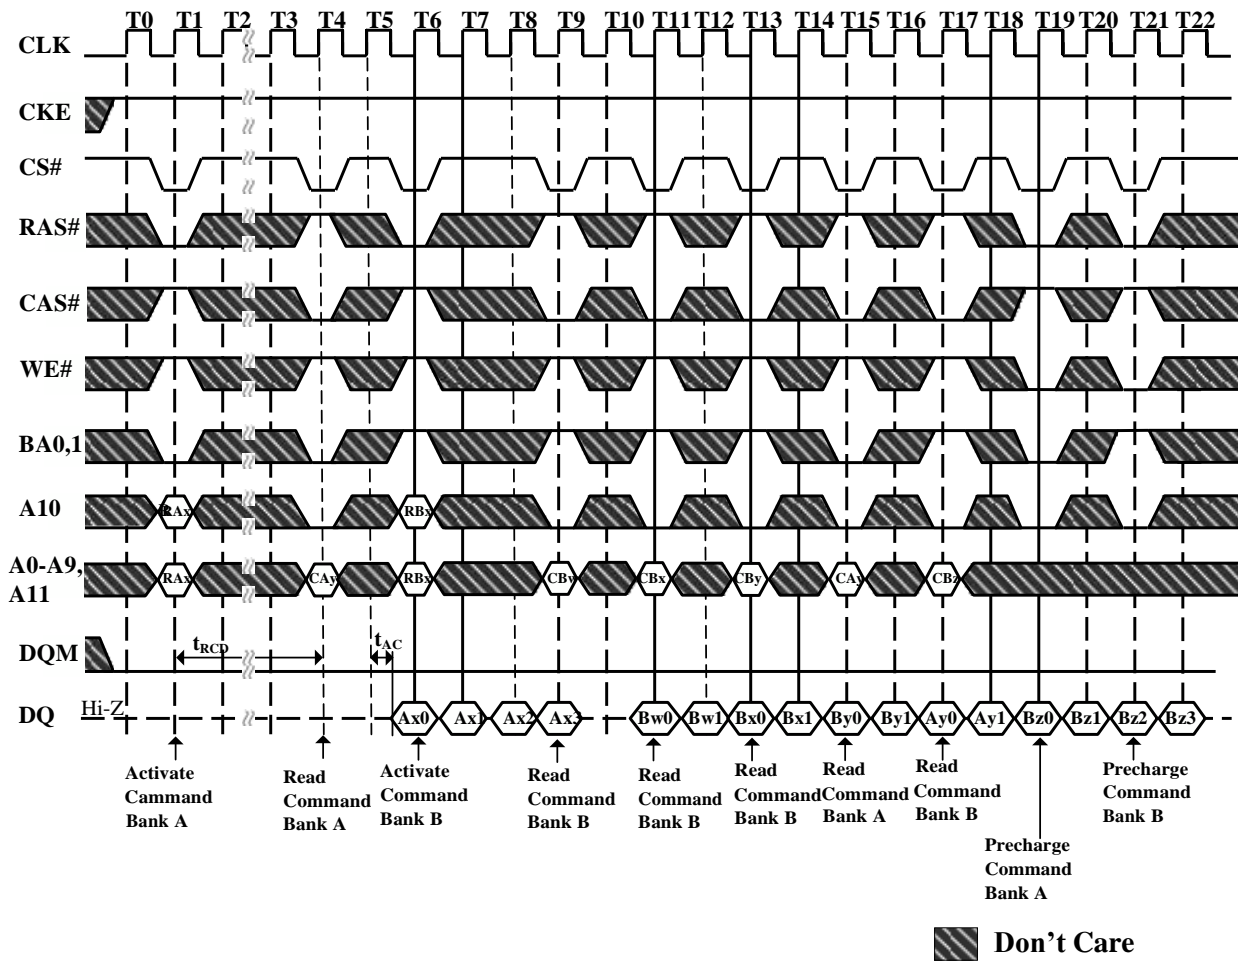 T0 T1 T2 T3 T4 T5 T6 T7 T8 T9 T10 T11 T12 T13 T14 T15 T16 T17 T18 T19 T20 T21 T22
CLK
CKE
CS#
RAS#
CAS#
WE#
BA0,1
A10 RAx RBx
A0-A9,
A11
RAx CAy RBx CBw CBx CBy CAy CBz
DQM tRCD tAC
DQ Hi-Z Ax0 Ax1 Ax2 Ax3 Bw0 Bw1 Bx0 Bx1 By0 By1 Ay0 Ay1 Bz0 Bz1 Bz2 Bz3
Activate
Cammand
Bank A
Read
Command
Bank A
Activate
Command
Bank B
Read
Command
Bank B
Read
Command
Bank B
Read
Command
Bank B
Read
Command
Bank A
Read
Command
Bank B
Precharge
Command
Bank A
Precharge
Command
Bank B
Don't Care